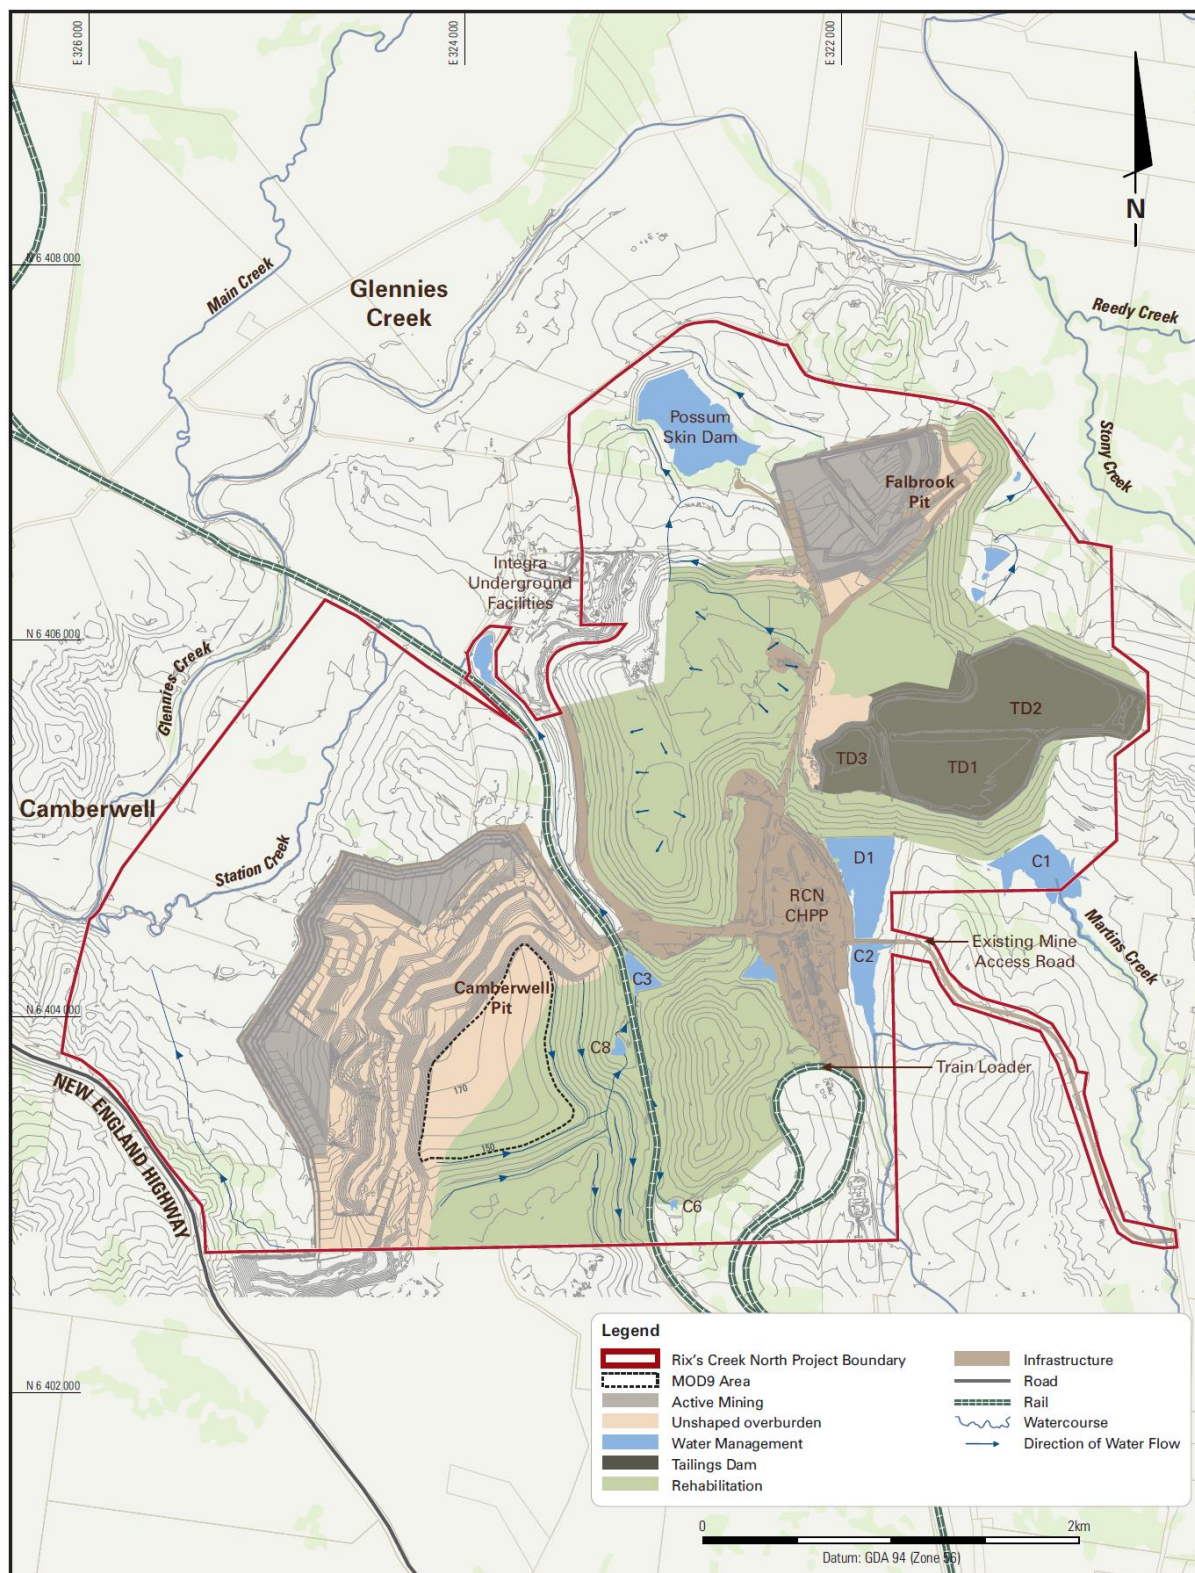 E 326 000
E 324 000
E 322 000
N
N 6 408 000
Main Creek
Glennies
Creek
Reedy Creek
Stony Creek
Possum
Skin Dam
Falbrook
Pit
Integra
Underground
Facilities
N 6 406 000
Glennies Creek
TD2
TD3
TD1
Camberwell
Station Creek
D1
C1
RCN
CHPP
Martins Creek
Existing Mine
Access Road
C2
C3
Camberwell
Pit
N 6 404 000
C8
Train Loader
170
150
NEW ENGLAND HIGHWAY
C6
Legend
Rix's Creek North Project Boundary
MOD9 Area
Active Mining
Unshaped overburden
Water Management
Tailings Dam
Rehabilitation
Infrastructure
Road
Rail
Watercourse
Direction of Water Flow
N 6 402 000
0
2km
Datum: GDA 94 (Zone 56)